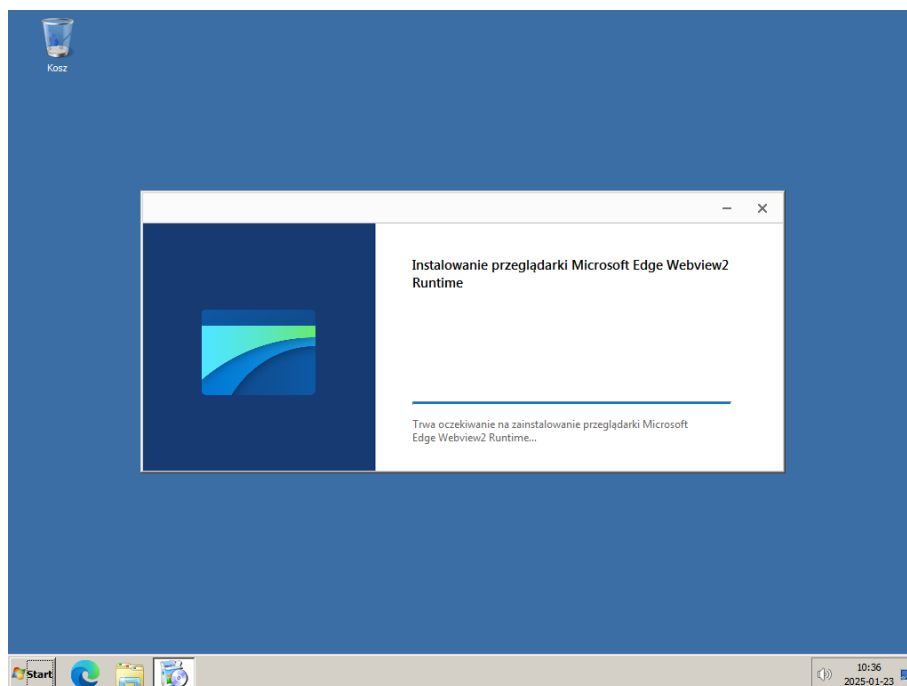 Kosz
Instalowanie przeglądarki Microsoft Edge Webview2
Runtime
Trwa oczekiwanie na zainstalowanie przeglądarki Microsoft
Edge Webview2 Runtime...
Start
10:36
2025-01-23